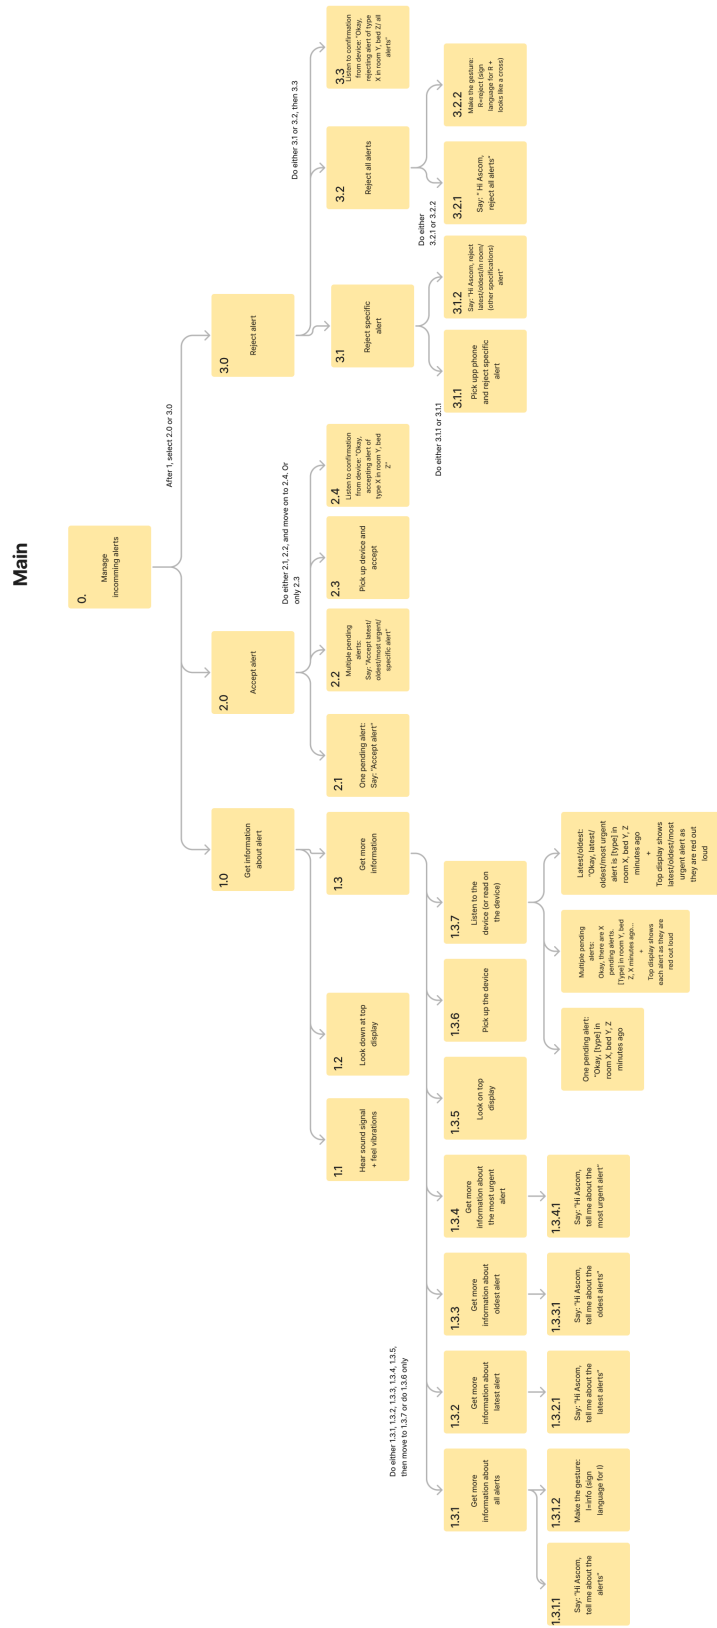 Main
0.
Manage
incomming alerts
After 1, select 2.0 or 3.0
1.0
Get information
about alert
2.0
Accept alert
3.0
Reject alert
1.1
Hear sound signal
+ feel vibrations
1.2
Look down at top
display
1.3
Get more
information
2.1
One pending alert:
Say: "Accept alert"
2.2
Multiple pending
alerts:
Say: "Accept latest/
oldest/most urgent/
specific alert"
2.3
Pick up device and
accept
2.4
Listen to confirmation
from device: "Okay,
accepting alert of
type X in room Y, bed
Z"
Do either 2.1, 2.2, and move on to 2.4. Or
only 2.3
3.1
Reject specific
alert
3.2
Reject all alerts
3.3
Listen to confirmation
from device: "Okay,
rejecting alert of type
X in room Y, bed Z/ all
alerts"
Do either 3.1 or 3.2, then 3.3
Do either 1.3.1, 1.3.2, 1.3.3, 1.3.4, 1.3.5,
then move to 1.3.7 or do 1.3.6 only
1.3.1
Get more
information about
all alerts
1.3.2
Get more
information about
latest alert
1.3.3
Get more
information about
oldest alert
1.3.4
Get more
information about
the most urgent
alert
1.3.5
Look on top
display
1.3.6
Pick up the device
1.3.7
Listen to the
device (or read on
the device)
Do either 3.1.1 or 3.1.1
3.1.1
Pick upp phone
and reject specific
alert
3.1.2
Say: "Hi Ascom, reject
latest/oldest/in room/
(other specifications)
alert"
Do either
3.2.1 or 3.2.2
3.2.1
Say: " Hi Ascom,
reject all alerts"
3.2.2
Make the gesture:
R=reject (sign
language for R +
looks like a cross)
1.3.1.1
Say: "Hi Ascom,
tell me about the
alerts"
1.3.1.2
Make the gesture:
I=info (sign
language for I)
1.3.2.1
Say: "Hi Ascom,
tell me about the
latest alerts"
1.3.3.1
Say: "Hi Ascom,
tell me about the
oldest alerts"
1.3.4.1
Say: "Hi Ascom,
tell me about the
most urgent alert"
One pending alert:
"Okay, [type] in
room X, bed Y, Z
minutes ago
Multiple pending
alerts:
Okay, there are X
pending alerts.
[Type] in room Y, bed
Z, X minutes ago...
+
Top display shows
each alert as they are
red out loud
Latest/oldest:
"Okay, latest/
oldest/most urgent
alert is [type] in
room X, bed Y, Z
minutes ago
+
Top display shows
latest/oldest/most
urgent alert as
they are red out
loud